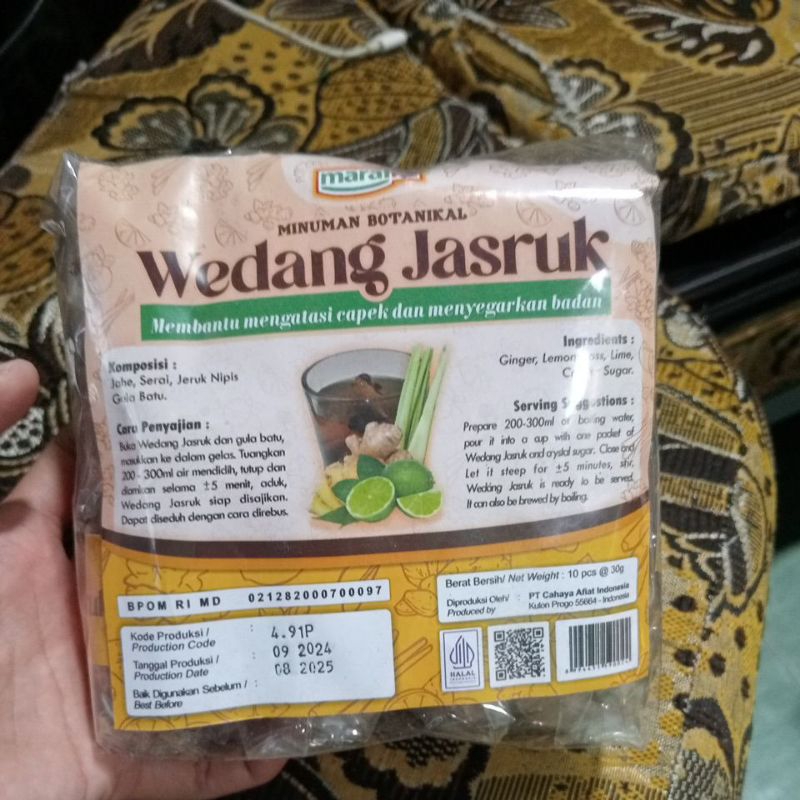 MINUMAN BOTANIKAL
Wedang Jasruk
Membantu mengatasi capek dan menyegarkan badan
Komposisi :
Jahe, Serai, Jeruk Nipis
Gula Batu.
Cara Penyajian :
Buka Wedang Jasruk dan gula batu,
masukkan ke dalam gelas. Tuangkan
200 - 300ml air mendidih, tutup dan
diamkan selama ±5 menit, aduk,
Wedang Jasruk siap disajikan.
Dapat diseduh dengan cara direbus.
Ingredients :
Ginger, Lime,
Sugar.
Serving :
Prepare 200-300ml of boiling water,
pour it into a cup with one packet of
Wedang Jasruk and crystal sugar. Close and
Let it steep for ±5 minutes, stir,
Wedang Jasruk is ready to be served.
It can also be brewed by boiling.
BPOM RI MD 021282000700097
Kode Produksi /
Production Code
Tanggal Produksi /
Production Date
Baik Digunakan Sebelum /
Best Before
:
:
:
4.91P
09 2024
08 2025
Berat Bersih/ Net Weight : 10 pcs @ 30g
Diproduksi Oleh/ : PT Cahaya Afiat Indonesia
Produced by Kulon Progo 55664 - Indonesia
HALAL
INDONESIA